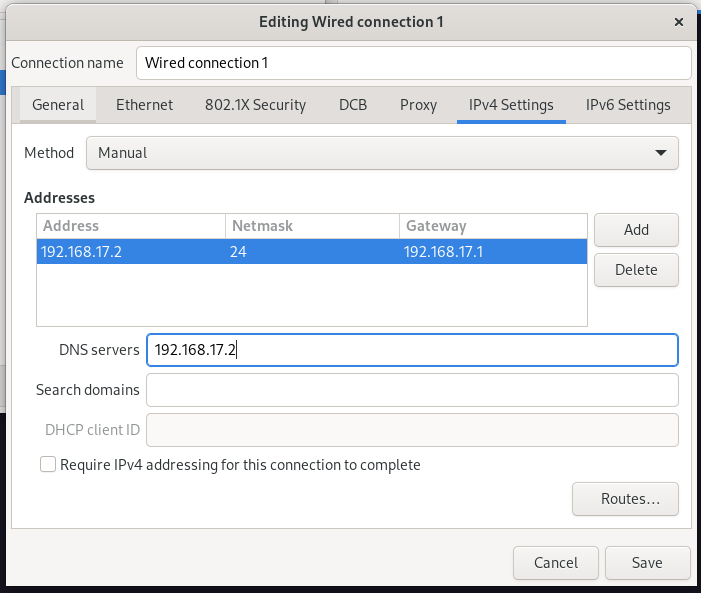 Editing Wired connection 1
Connection name Wired connection 1
General Ethernet 802.1X Security DCB Proxy IPv4 Settings IPv6 Settings
Method Manual
Addresses
Address Netmask Gateway
192.168.17.2 24 192.168.17.1
Add
Delete
DNS servers 192.168.17.2
Search domains
DHCP client ID
Require IPv4 addressing for this connection to complete
Routes…
Cancel Save